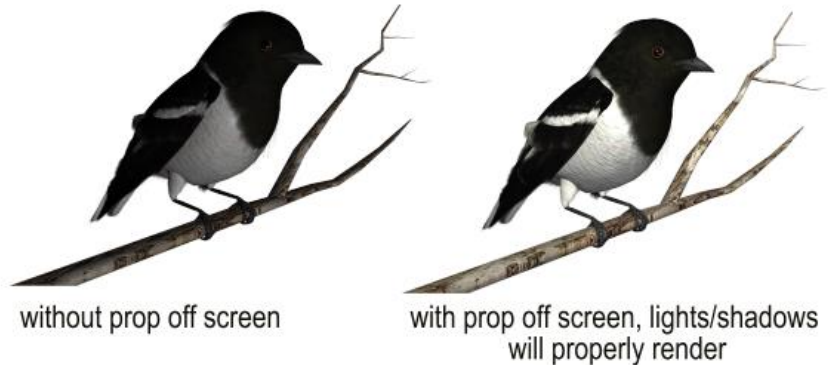 without prop off screen
with prop off screen, lights/shadows
will properly render